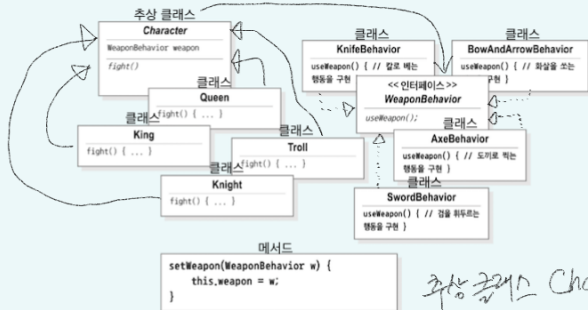 추상 클래스
Character
WeaponBehavior weapon
fight()
클래스
Queen
fight() { ... }
클래스
King
fight() { ... }
클래스
Troll
fight() { ... }
클래스
Knight
fight() { ... }
클래스
KnifeBehavior
useWeapon() { // 칼로 베는
행동을 구현 }
클래스
BowAndArrowBehavior
useWeapon() { // 화살을 쏘는
구현 }
<< 인터페이스 >>
WeaponBehavior
useWeapon();
클래스
AxeBehavior
useWeapon() { // 도끼로 찍는
행동을 구현 }
클래스
SwordBehavior
useWeapon() { // 검을 휘두르는
행동을 구현 }
메서드
setWeapon(WeaponBehavior w) {
this.weapon = w;
}
추상 클래스 Cha